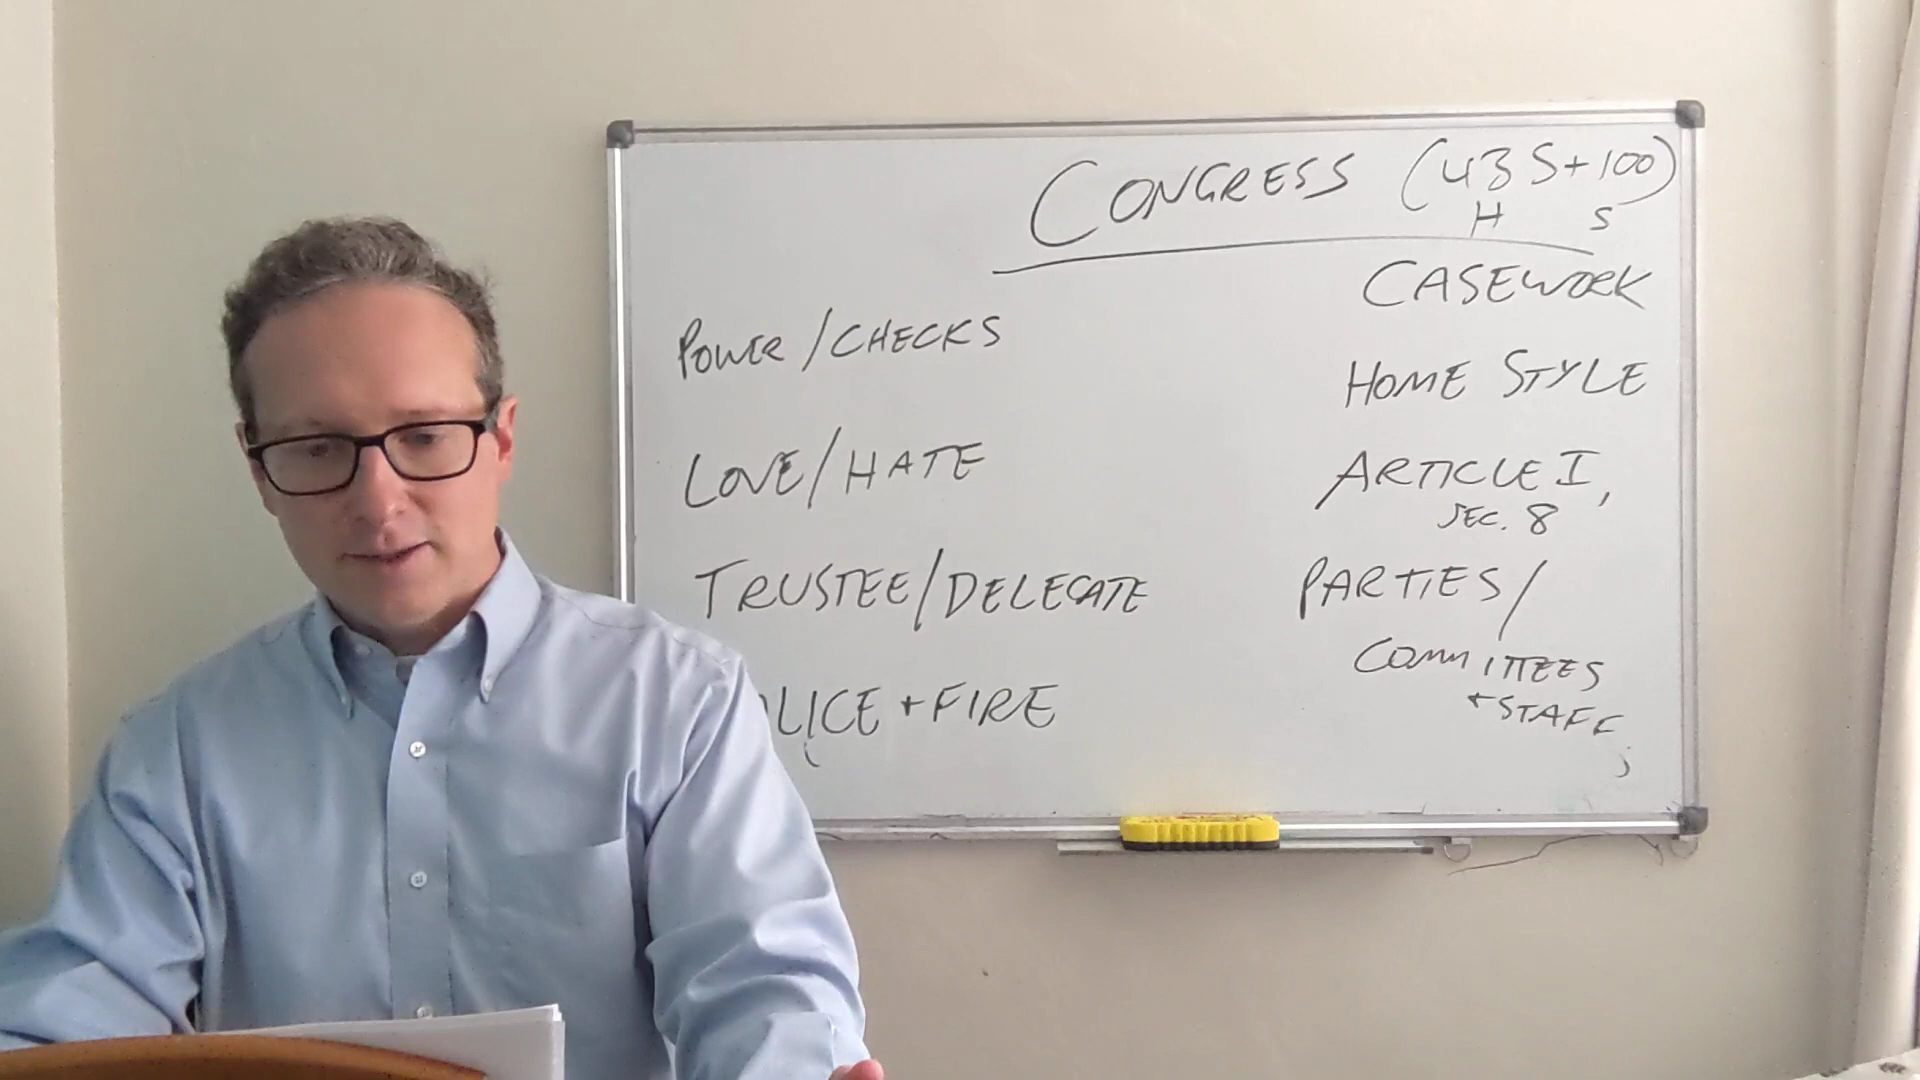 CONGRESS (435+100)
H S
POWER/CHECKS
LOVE/HATE
TRUSTEE/DELEGATE
OLICE + FIRE
CASEWORK
HOME STYLE
ARTICLE I,
SEC. 8
PARTIES/
COMMITTEES
+ STAFF